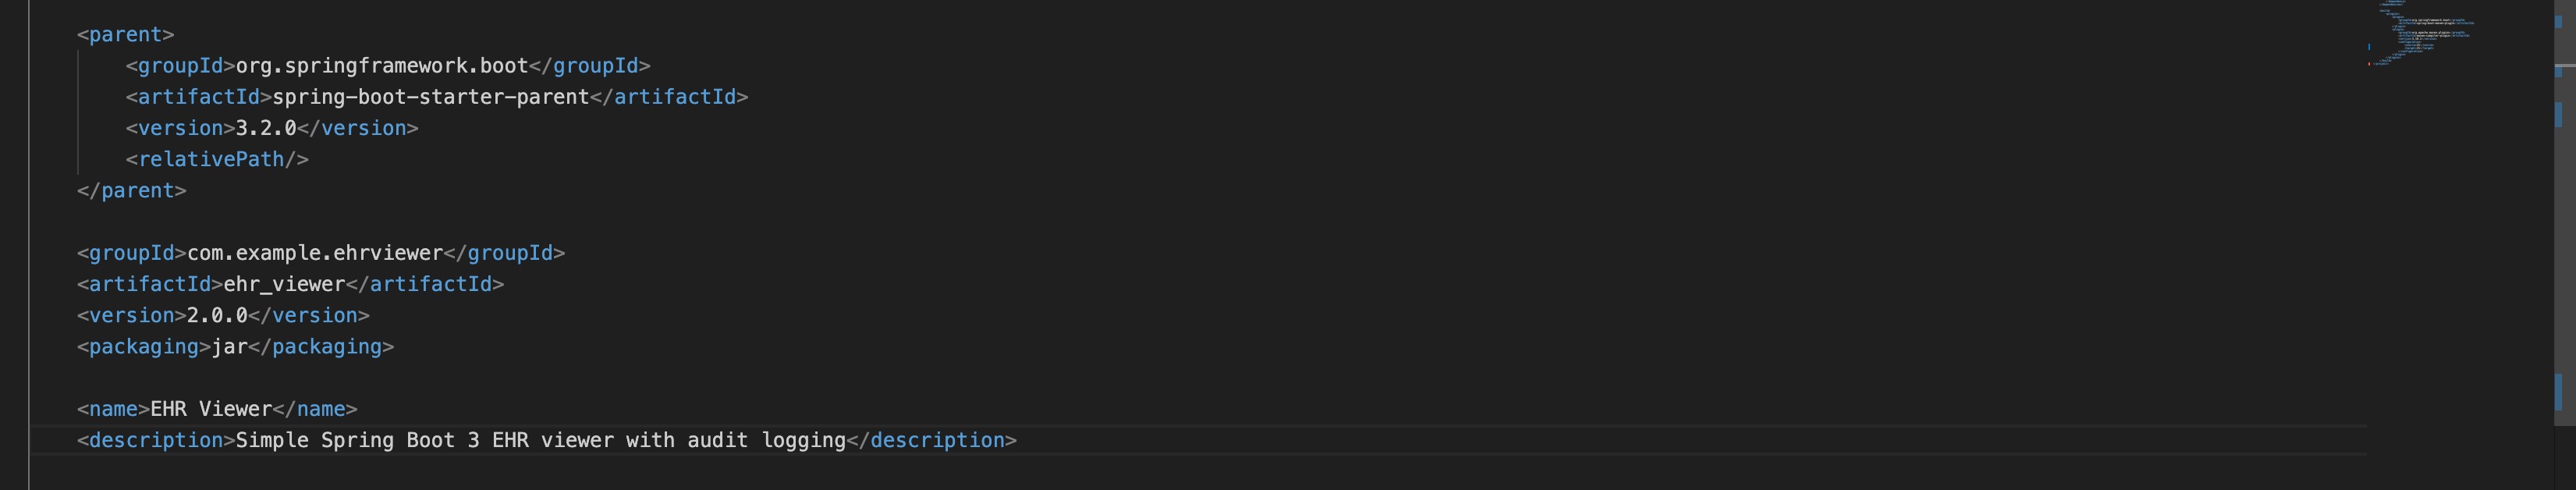 <parent>
<groupId>org.springframework.boot</groupId>
<artifactId>spring-boot-starter-parent</artifactId>
<version>3.2.0</version>
<relativePath/>
</parent>
<groupId>com.example.ehrviewer</groupId>
<artifactId>ehr_viewer</artifactId>
<version>2.0.0</version>
<packaging>jar</packaging>
<name>EHR Viewer</name>
<description>Simple Spring Boot 3 EHR viewer with audit logging</description>